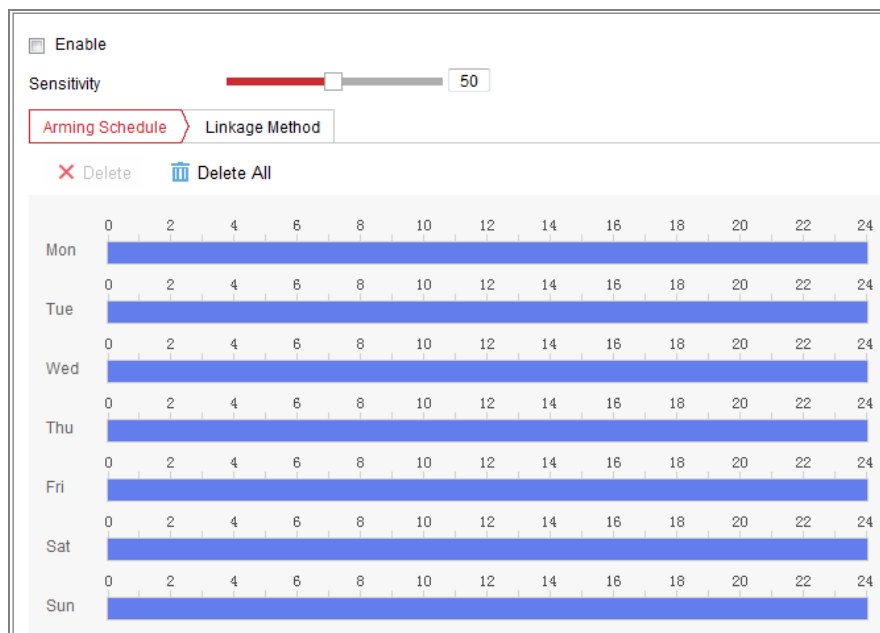 Enable
Sensitivity 50
Arming Schedule Linkage Method
Delete Delete All
0 2 4 6 8 10 12 14 16 18 20 22 24
Mon
0 2 4 6 8 10 12 14 16 18 20 22 24
Tue
0 2 4 6 8 10 12 14 16 18 20 22 24
Wed
0 2 4 6 8 10 12 14 16 18 20 22 24
Thu
0 2 4 6 8 10 12 14 16 18 20 22 24
Fri
0 2 4 6 8 10 12 14 16 18 20 22 24
Sat
0 2 4 6 8 10 12 14 16 18 20 22 24
Sun